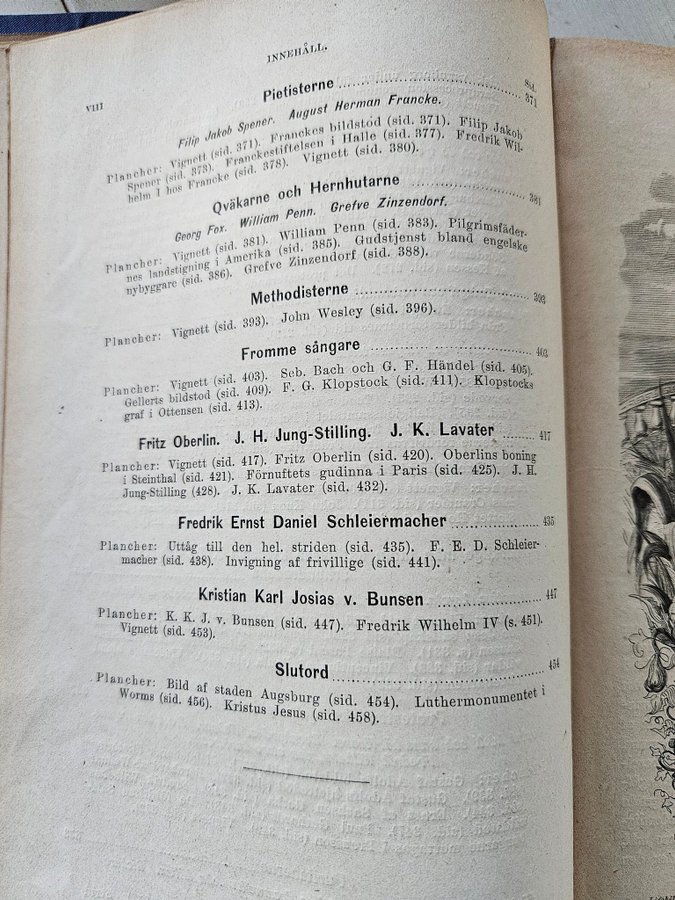 INNEHÅLL.
VIII
Sid.
Pietisterne 371
Filip Jakob Spener. August Herman Francke.
Plancher: Vignett (sid. 371). Franckes bildstod (sid. 371). Filip Jakob
Spener (sid. 373). Franckestiftelsen i Halle (sid. 377). Fredrik Wil-
helm I hos Francke (sid. 378). Vignett (sid. 380).
Qväkarne och Hernhutarne 381
Georg Fox. William Penn. Grefve Zinzendorf.
Plancher: Vignett (sid. 381). William Penn (sid. 383). Pilgrimsfäder-
nes landstigning i Amerika (sid. 385). Gudstjenst bland engelske
nybyggare (sid. 386). Grefve Zinzendorf (sid. 388).
Methodisterne 393
Plancher: Vignett (sid. 393). John Wesley (sid. 396).
Fromme sångare 403
Plancher: Vignett (sid. 403). Seb. Bach och G. F. Händel (sid. 405).
Gellerts bildstod (sid. 409). F. G. Klopstock (sid. 411). Klopstocks
graf i Ottensen (sid. 413).
Fritz Oberlin. J. H. Jung-Stilling. J. K. Lavater 417
Plancher: Vignett (sid. 417). Fritz Oberlin (sid. 420). Oberlins boning
i Steinthal (sid. 421). Förnuftets gudinna i Paris (sid. 425). J. H.
Jung-Stilling (428). J. K. Lavater (sid. 432).
Fredrik Ernst Daniel Schleiermacher 435
Plancher: Uttåg till den hel. striden (sid. 435). F. E. D. Schleier-
macher (sid. 438). Invigning af frivillige (sid. 441).
Kristian Karl Josias v. Bunsen 447
Plancher: K. K. J. v. Bunsen (sid. 447). Fredrik Wilhelm IV (s. 451).
Vignett (sid. 453).
Slutord 454
Plancher: Bild af staden Augsburg (sid. 454). Luthermonumentet i
Worms (sid. 456). Kristus Jesus (sid. 458).